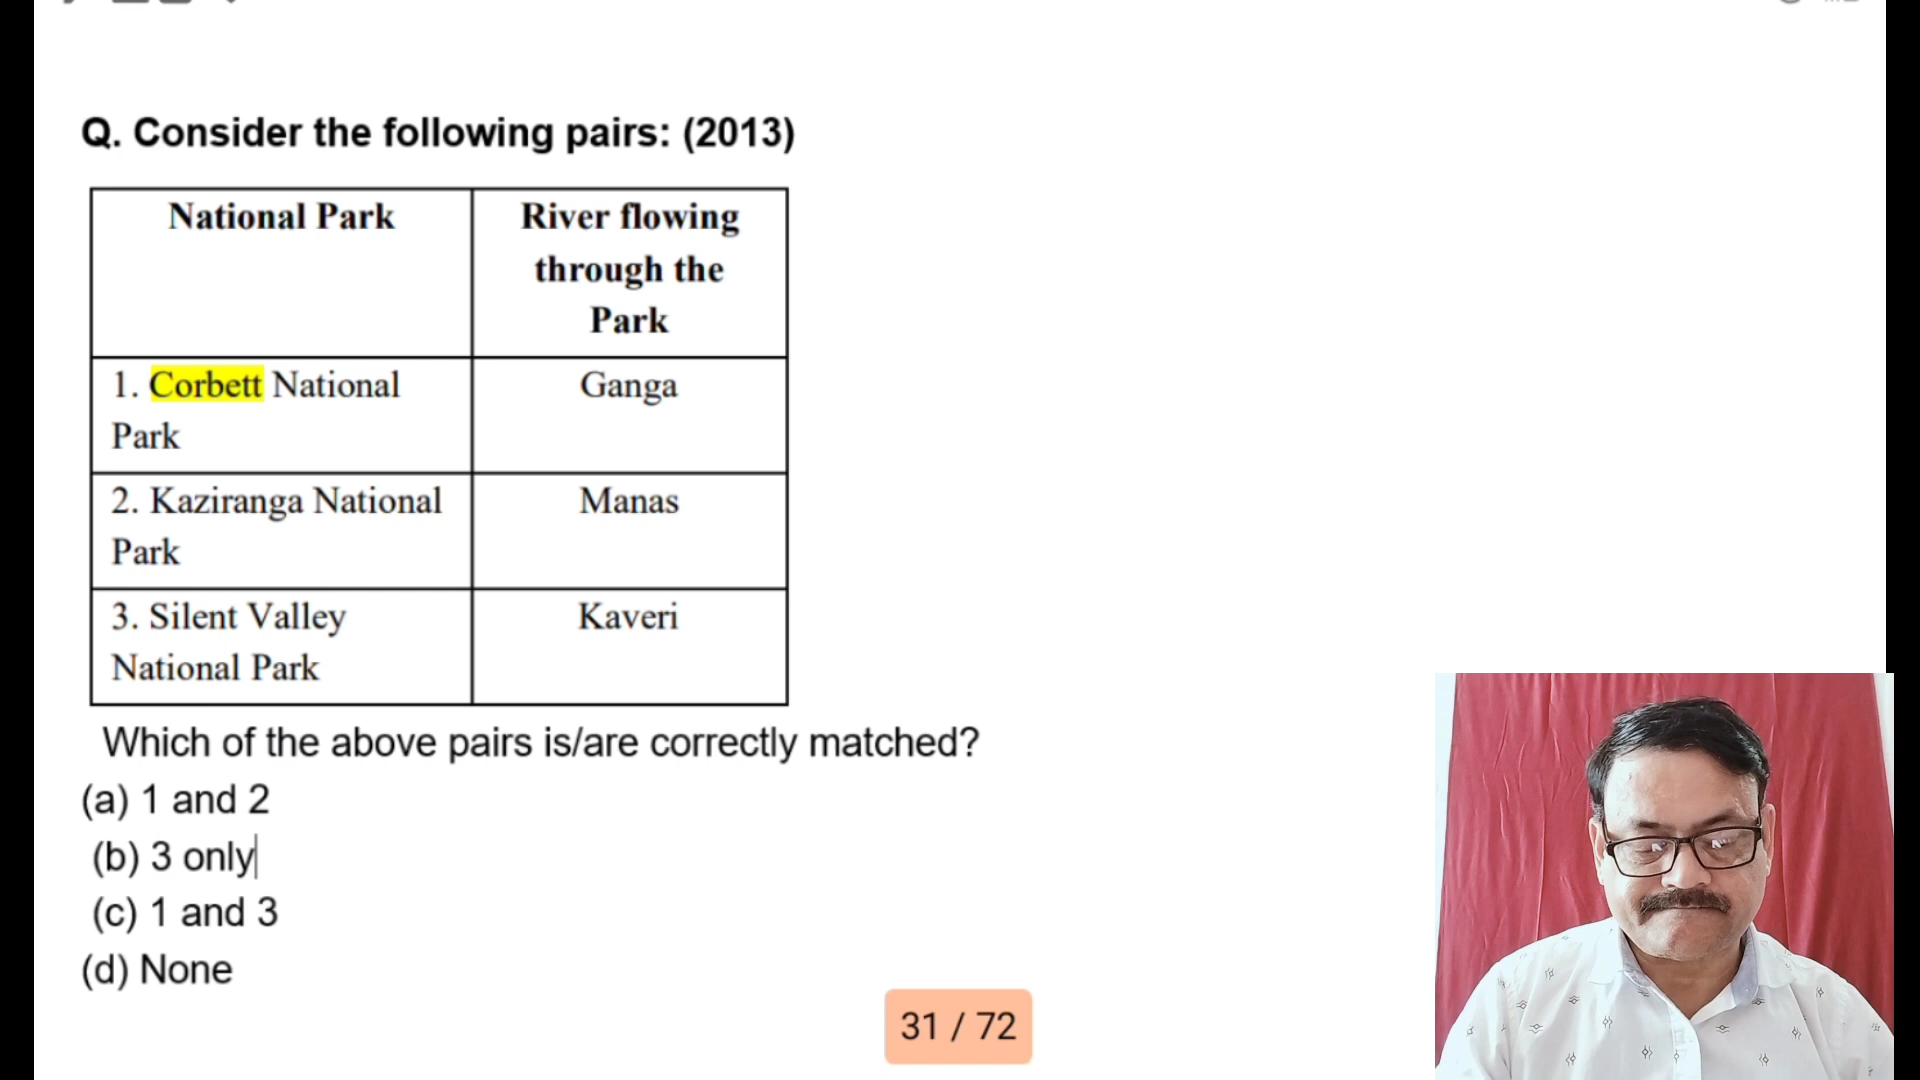 Q. Consider the following pairs: (2013)
National Park
River flowing
through the
Park
1. Corbett National
Park
Ganga
2. Kaziranga National
Park
Manas
3. Silent Valley
National Park
Kaveri
Which of the above pairs is/are correctly matched?
(a) 1 and 2
(b) 3 only
(c) 1 and 3
(d) None
31 / 72